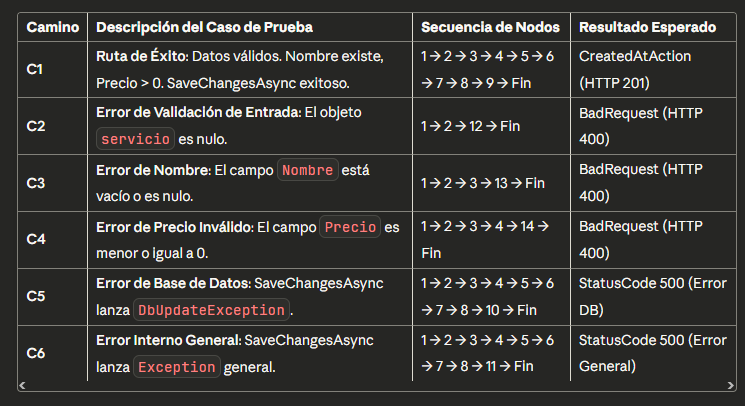 Camino Descripción del Caso de Prueba Secuencia de Nodos Resultado Esperado
C1
Ruta de Éxito: Datos válidos. Nombre existe,
Precio > 0. SaveChangesAsync exitoso.
1 → 2 → 3 → 4 → 5 → 6
→ 7 → 8 → 9 → Fin
CreatedAtAction
(HTTP 201)
C2
Error de Validación de Entrada: El objeto
servicio es nulo.
1 → 2 → 12 → Fin
BadRequest (HTTP
400)
C3
Error de Nombre: El campo Nombre está
vacío o es nulo.
1 → 2 → 3 → 13 → Fin
BadRequest (HTTP
400)
C4
Error de Precio Inválido: El campo Precio es
menor o igual a 0.
1 → 2 → 3 → 4 → 14 →
Fin
BadRequest (HTTP
400)
C5
Error de Base de Datos: SaveChangesAsync
lanza DbUpdateException.
1 → 2 → 3 → 4 → 5 → 6
→ 7 → 8 → 10 → Fin
StatusCode 500 (Error
DB)
C6
Error Interno General: SaveChangesAsync
lanza Exception general.
1 → 2 → 3 → 4 → 5 → 6
→ 7 → 8 → 11 → Fin
StatusCode 500 (Error
General)